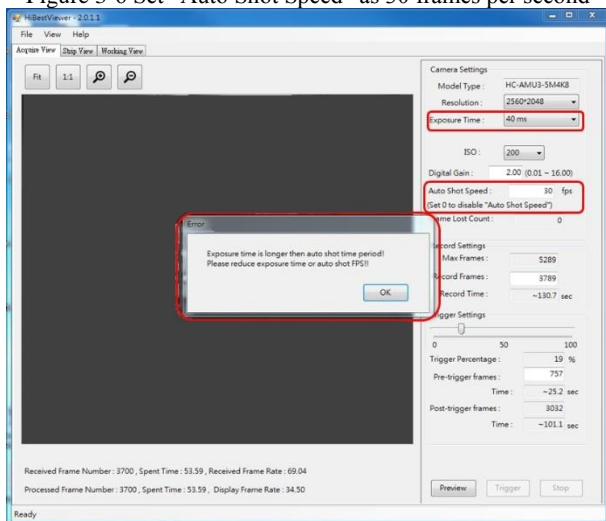 Figure 3-6 Set "Auto Shot Speed" as 30 frames per second
HiBestViewer - 2.0.1.1
File View Help
Acquire View Strip View Working View
Fit 1:1
Camera Settings
Model Type : HC-AMU3-5M4K8
Resolution : 2560*2048
Exposure Time : 40 ms
ISO : 200
Digital Gain : 2.00 (0.01 ~ 16.00)
Auto Shot Speed : 30 fps
(Set 0 to disable "Auto Shot Speed")
Frame Lost Count : 0
Error
Exposure time is longer then auto shot time period!
Please reduce exposure time or auto shot FPS!!
OK
Record Settings
Max Frames : 5289
Record Frames : 3789
Record Time : ~130.7 sec
Trigger Settings
0 50 100
Trigger Percentage : 19 %
Pre-trigger frames : 757
Time : ~25.2 sec
Post-trigger frames : 3032
Time : ~101.1 sec
Received Frame Number : 3700 , Spent Time : 53.59 , Received Frame Rate : 69.04
Processed Frame Number : 3700 , Spent Time : 53.59 , Display Frame Rate : 34.50
Preview Trigger Stop
Ready